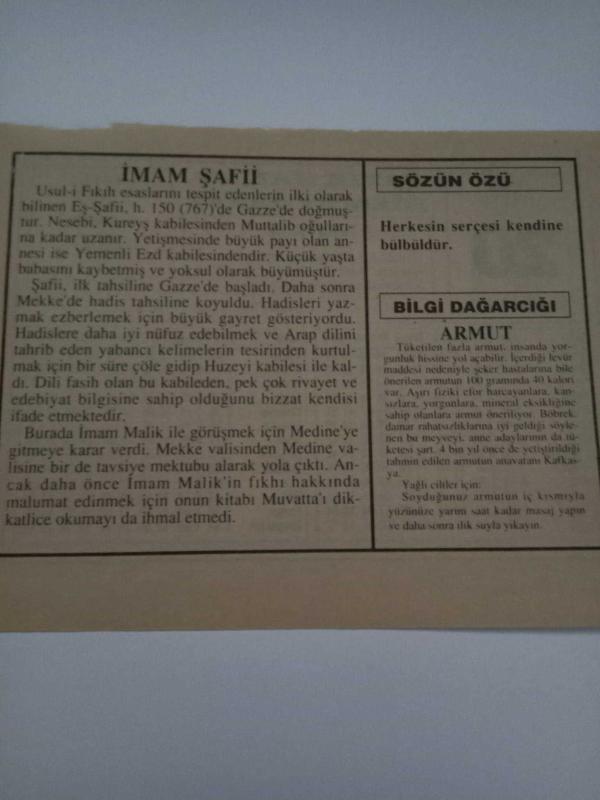 İMAM ŞAFİİ
Usul-i Fıkıh esaslarını tespit edenlerin ilki olarak
bilinen Eş-Şafii, h. 150 (767)'de Gazze'de doğmuş-
tur. Nesebi, Kureyş kabilesinden Muttalib oğulları-
na kadar uzanır. Yetişmesinde büyük payı olan an-
nesi ise Yemenli Ezd kabilesindendir. Küçük yaşta
babasını kaybetmiş ve yoksul olarak büyümüştür.
Şafii, ilk tahsiline Gazze'de başladı. Daha sonra
Mekke'de hadis tahsiline koyuldu. Hadisleri yaz-
mak ezberlemek için büyük gayret gösteriyordu.
Hadislere daha iyi nüfuz edebilmek ve Arap dilini
tahrib eden yabancı kelimelerin tesirinden kurtul-
mak için bir süre çöle gidip Huzeyi kabilesi ile kal-
dı. Dili fasih olan bu kabileden, pek çok rivayet ve
edebiyat bilgisine sahip olduğunu bizzat kendisi
ifade etmektedir.
Burada İmam Malik ile görüşmek için Medine'ye
gitmeye karar verdi. Mekke valisinden Medine va-
lisine bir de tavsiye mektubu alarak yola çıktı. An-
cak daha önce İmam Malik'in fıkhı hakkında
malumat edinmek için onun kitabı Muvatta'ı dik-
katlice okumayı da ihmal etmedi.
SÖZÜN ÖZÜ
Herkesin serçesi kendine
bülbüldür.
BİLGİ DAĞARCIĞI
ARMUT
Tüketilen fazla armut, insanda yor-
gunluk hissine yol açabilir. İçerdiği levür
maddesi nedeniyle şeker hastalarına bile
önerilen armutun 100 gramında 40 kalori
var. Aşırı fiziki efor harcayanlara, kan-
sızlara, yorgunlara, mineral eksikliğine
sahip olanlara armut öneriliyor. Böbrek,
damar rahatsızlıklarına iyi geldiği söyle-
nen bu meyveyi, anne adaylarının da tü-
ketesi şart. 4 bin yıl önce de yetiştirildiği
tahmin edilen armutun anavatanı Kafkas-
ya.
Yağlı ciltler için:
Soyduğunuz armutun iç kısmıyla
yüzünüze yarım saat kadar masaj yapın
ve daha sonra ılık suyla yıkayın.